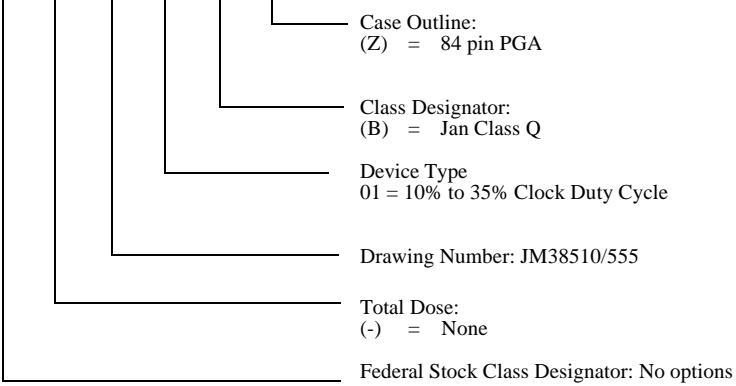 Case Outline:
(Z) = 84 pin PGA
Class Designator:
(B) = Jan Class Q
Device Type
01 = 10% to 35% Clock Duty Cycle
Drawing Number: JM38510/555
Total Dose:
(-) = None
Federal Stock Class Designator: No options